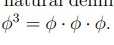 ϕ³ = ϕ · ϕ · ϕ.